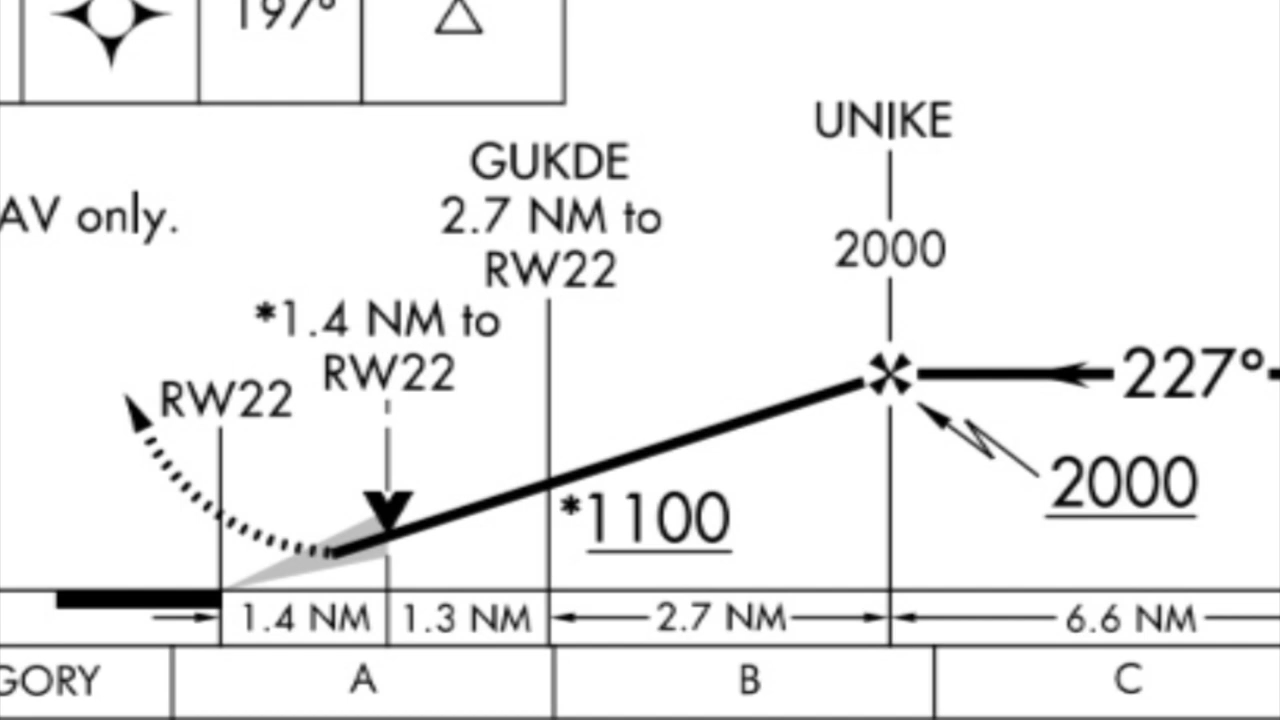 197°
UNIKE
GUKDE
2.7 NM to
RW22
AV only.
2000
*1.4 NM to
RW22
RW22
227°
2000
*1100
1.4 NM
1.3 NM
2.7 NM
6.6 NM
GORY
A
B
C